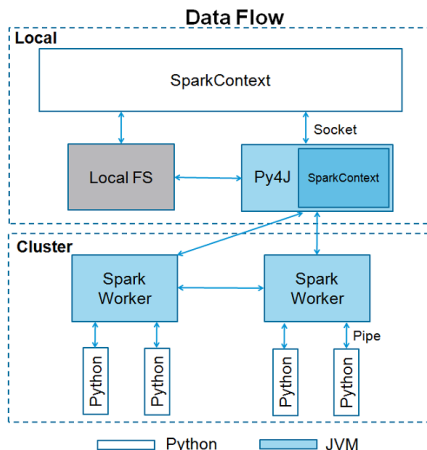 Data Flow
Local
SparkContext
Socket
Local FS
Py4J
SparkContext
Cluster
Spark
Worker
Spark
Worker
Pipe
Python
Python
Python
Python
Python
JVM